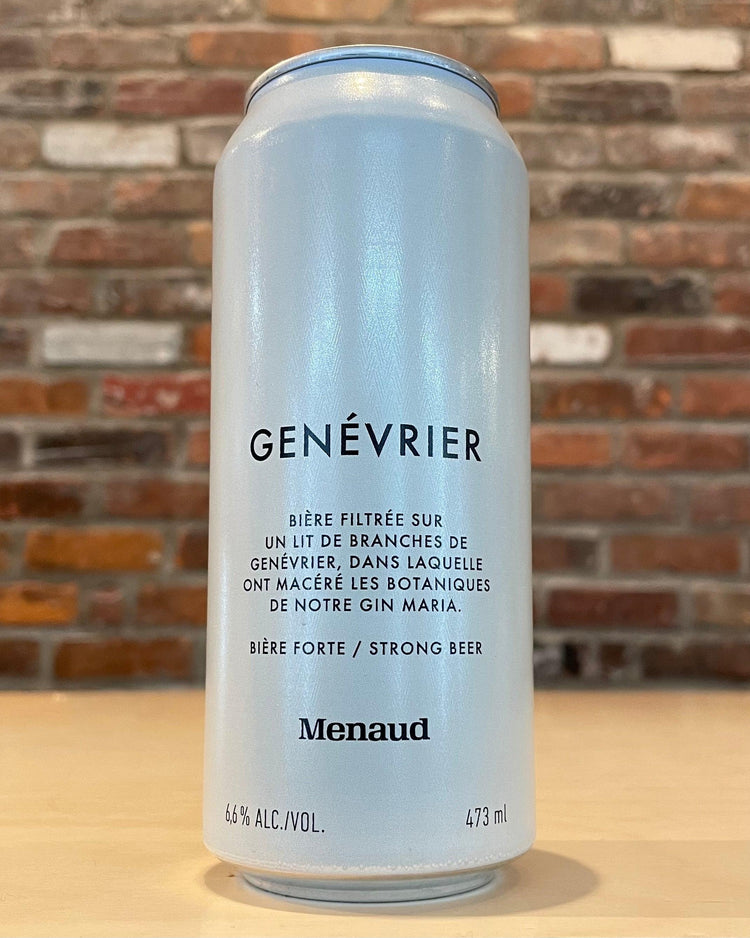 GENÉVRIER
BIÈRE FILTRÉE SUR
UN LIT DE BRANCHES DE
GENÉVRIER, DANS LAQUELLE
ONT MACÉRÉ LES BOTANIQUES
DE NOTRE GIN MARIA.
BIÈRE FORTE / STRONG BEER
Menaud
6,6% ALC./VOL. 473 ml